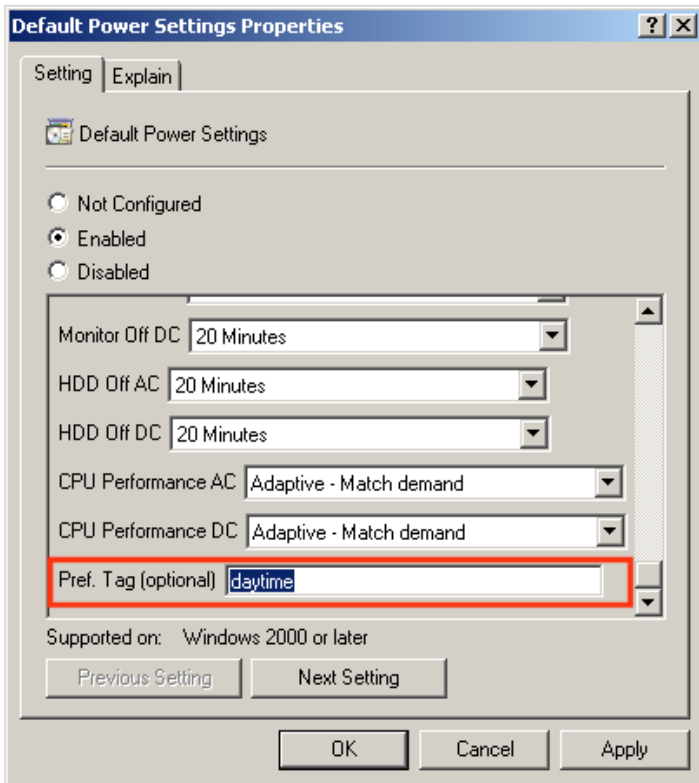 Default Power Settings Properties
Setting Explain
Default Power Settings
Not Configured
Enabled
Disabled
Monitor Off DC 20 Minutes
HDD Off AC 20 Minutes
HDD Off DC 20 Minutes
CPU Performance AC Adaptive - Match demand
CPU Performance DC Adaptive - Match demand
Pref. Tag (optional) daytime
Supported on: Windows 2000 or later
Previous Setting Next Setting
OK Cancel Apply